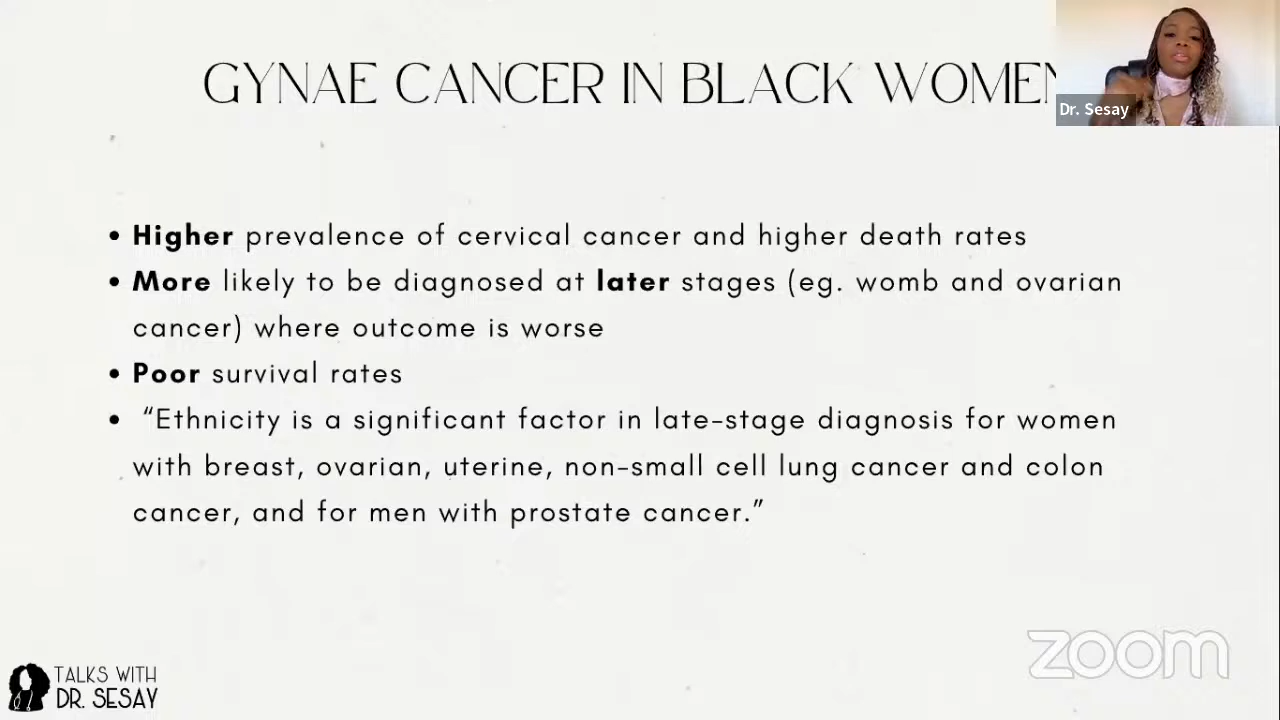 GYNAE CANCER IN BLACK WOMEN
Dr. Sesay
• Higher prevalence of cervical cancer and higher death rates
• More likely to be diagnosed at later stages (eg. womb and ovarian
cancer) where outcome is worse
• Poor survival rates
• “Ethnicity is a significant factor in late-stage diagnosis for women
with breast, ovarian, uterine, non-small cell lung cancer and colon
cancer, and for men with prostate cancer.”
TALKS WITH
DR. SESAY
zoom